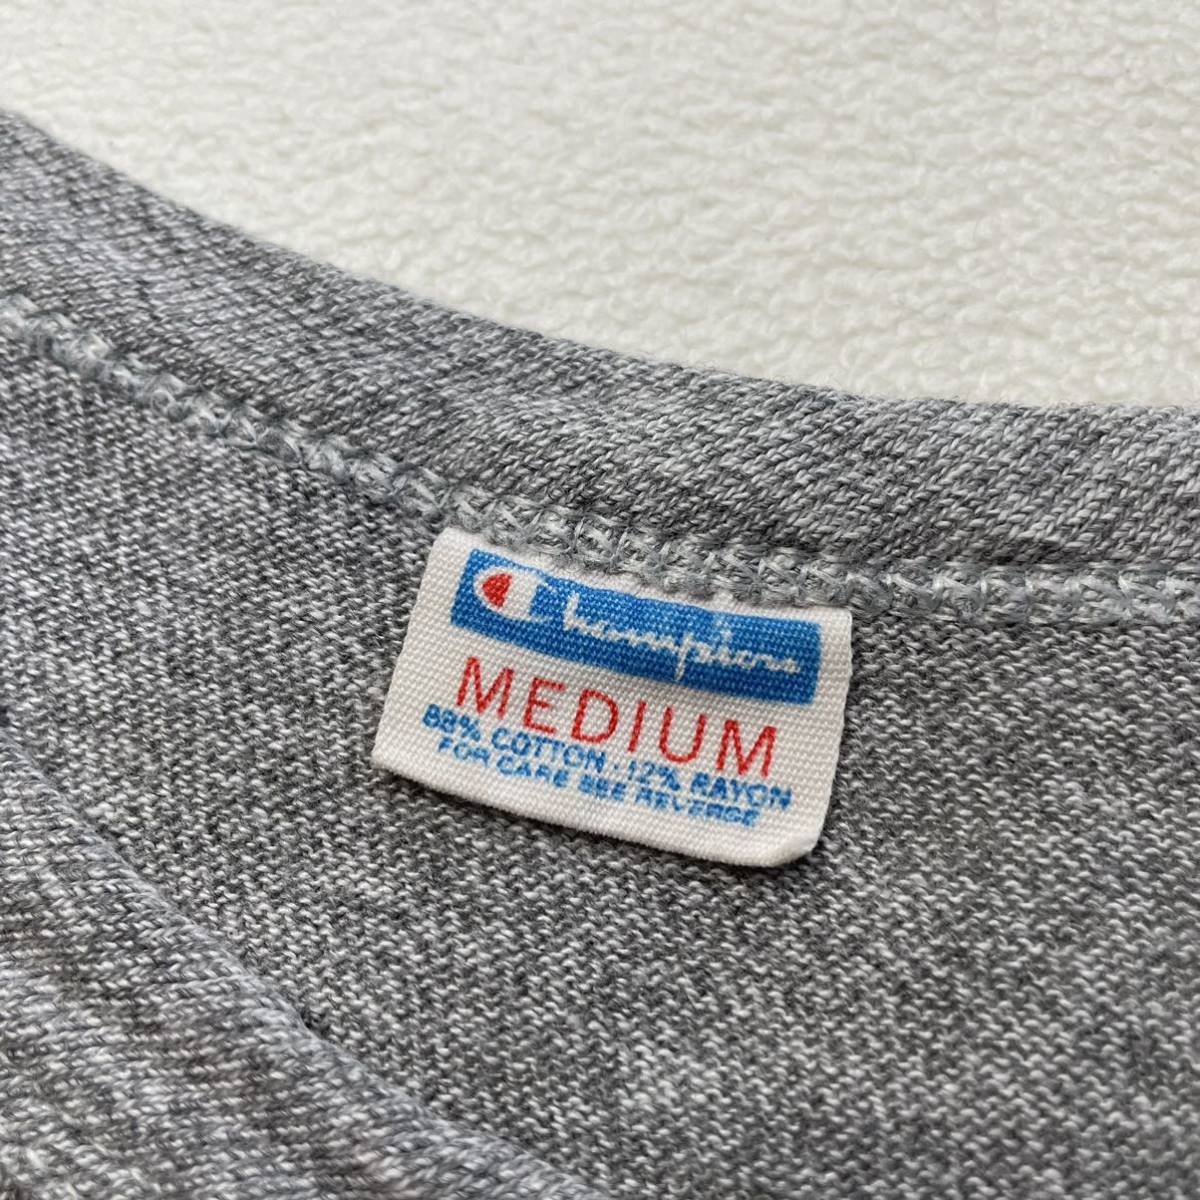 Champion
MEDIUM
88% COTTON. 12% RAYON
FOR CARE SEE REVERSE